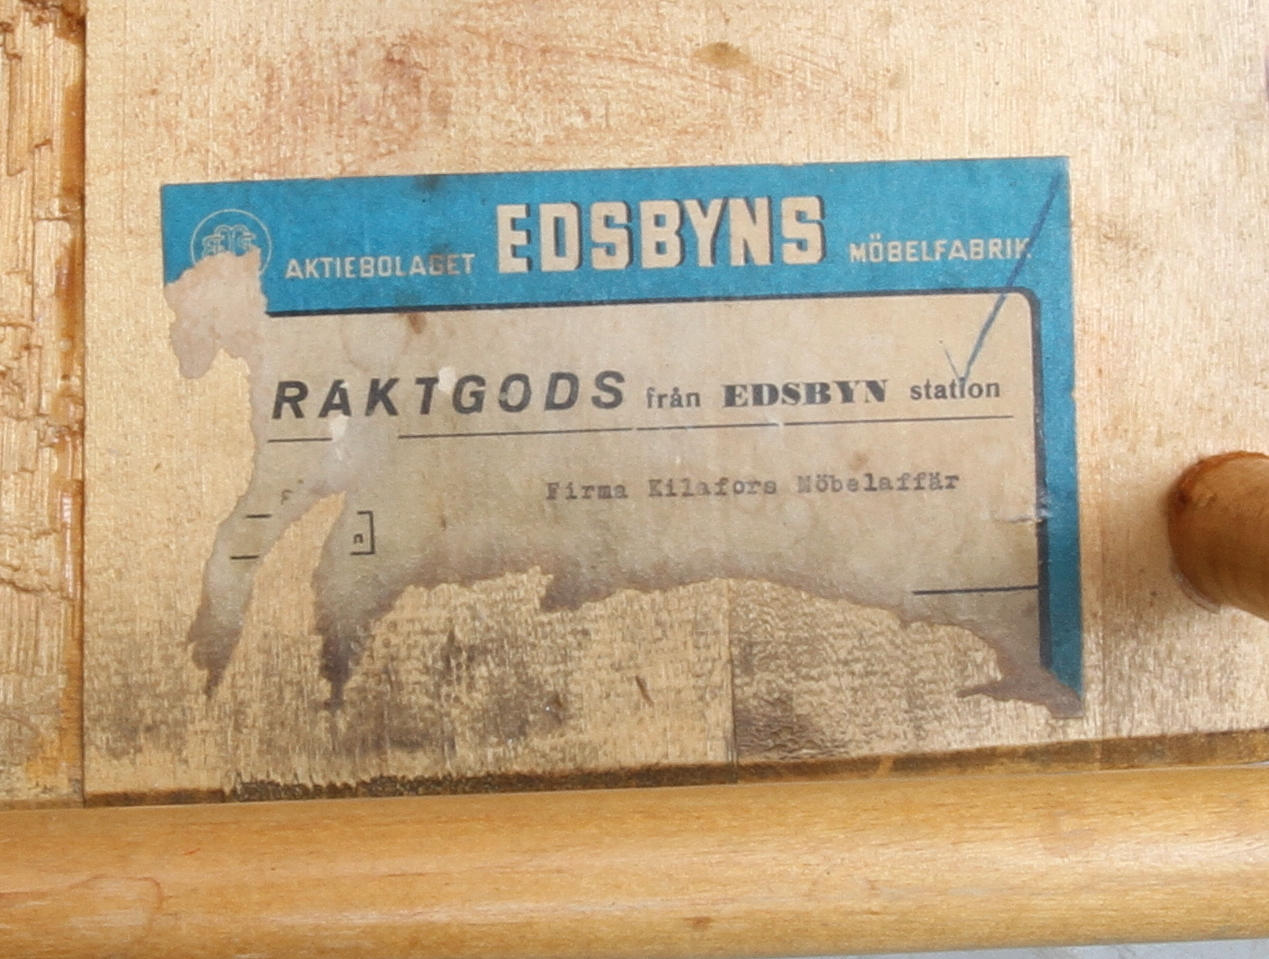 AKTIEBOLAGET EDSBYNS MÖBELFABRIK
RAKTGODS från EDSBYN station
Firma Kilafors Möbelaffär